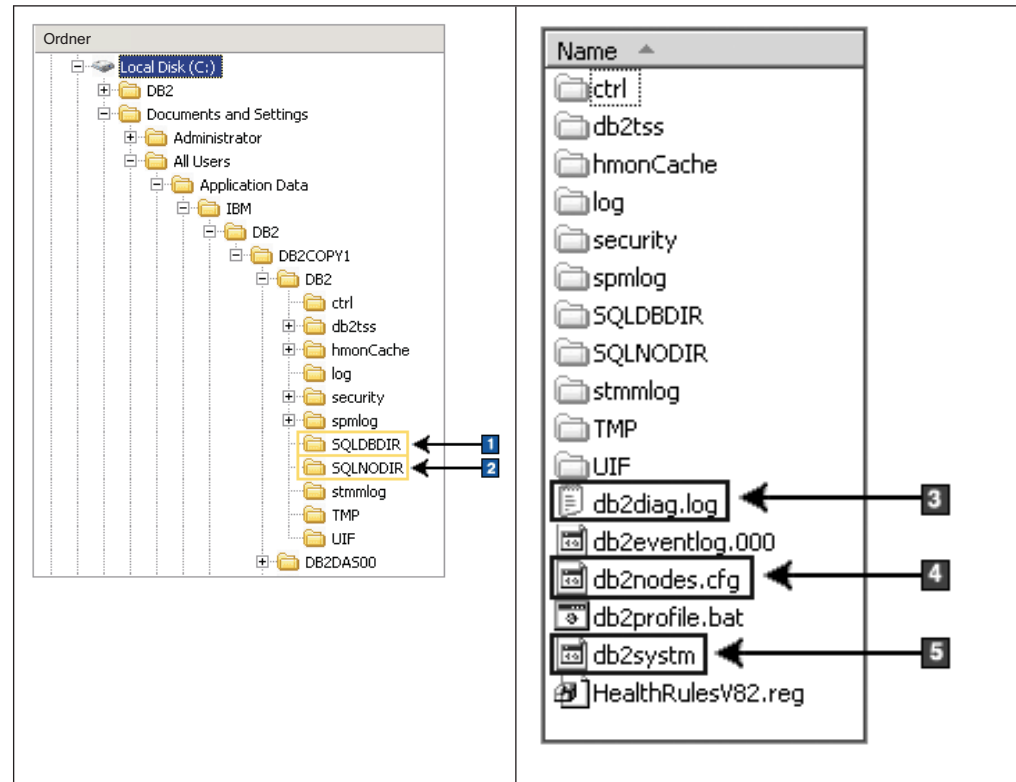 Ordner
Local Disk (C:)
DB2
Documents and Settings
Administrator
All Users
Application Data
IBM
DB2
DB2COPY1
DB2
ctrl
db2tss
hmonCache
log
security
spmlog
SQLDBDIR 1
SQLNODIR 2
stmmlog
TMP
UIF
DB2DAS00
Name
ctrl
db2tss
hmonCache
log
security
spmlog
SQLDBDIR
SQLNODIR
stmmlog
TMP
UIF
db2diag.log 3
db2eventlog.000
db2nodes.cfg 4
db2profile.bat
db2systm 5
HealthRulesV82.reg